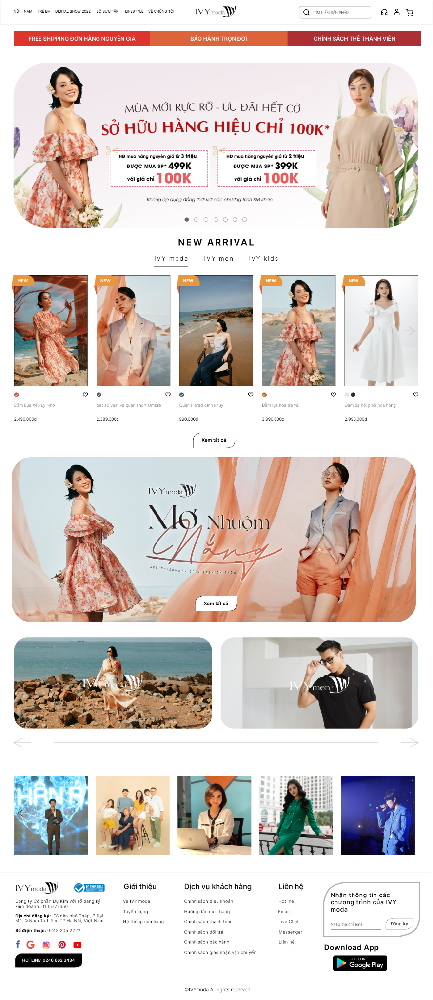 NỮ NAM TRẺ EM DIGITAL SHOW 2022 BỘ SƯU TẬP LIFESTYLE VỀ CHÚNG TÔI IVYmoda TÌM KIẾM SẢN PHẨM
FREE SHIPPING ĐƠN HÀNG NGUYÊN GIÁ BẢO HÀNH TRỌN ĐỜI CHÍNH SÁCH THẺ THÀNH VIÊN
MÙA MỚI RỰC RỠ - ƯU ĐÃI HẾT CỠ
SỞ HỮU HÀNG HIỆU CHỈ 100K*
HĐ mua hàng nguyên giá từ 3 triệu
ĐƯỢC MUA SP* 499K
với giá chỉ 100K
HĐ mua hàng nguyên giá từ 2 triệu
ĐƯỢC MUA SP* 399K
với giá chỉ 100K
Không áp dụng đồng thời với các chương trình KM khác
NEW ARRIVAL
IVY moda IVY men IVY kids
NEW NEW NEW NEW NEW
Đầm Lụa Xếp Ly Nhỏ
2.490.000đ
Set áo vest và quần short Ombré
2.389.000đ
Quần Flared đính khuy
990.000đ
Đầm lụa hoa trễ vai
3.990.000đ
Đầm dạ hội phối hoa hồng
2.990.000đ
Xem tất cả
IVYmoda
Mơ Nhuộm
Nắng
SPRING/SUMMER 2022 FASHION SHOW
Xem tất cả
IVYmoda
IVYmen
HÂN
IVYmoda
ĐÃ THÔNG BÁO
BỘ CÔNG THƯƠNG
Công ty Cổ phần Dự Kim với số đăng ký
kinh doanh: 0105777650
Địa chỉ đăng ký: Tổ dân phố Tháp, P.Đại
Mỗ, Q.Nam Từ Liêm, TP.Hà Nội, Việt Nam
Số điện thoại: 0243 205 2222
HOTLINE: 0246 662 3434
Giới thiệu
Về IVY moda
Tuyển dụng
Hệ thống cửa hàng
Dịch vụ khách hàng
Chính sách điều khoản
Hướng dẫn mua hàng
Chính sách thanh toán
Chính sách đổi trả
Chính sách bảo hành
Chính sách giao nhận vận chuyển
Liên hệ
Hotline
Email
Live Chat
Messenger
Liên hệ
Nhận thông tin các
chương trình của IVY
moda
Nhập địa chỉ email
Đăng ký
Download App
GET IT ON
Google Play
©IVYmoda All rights reserved